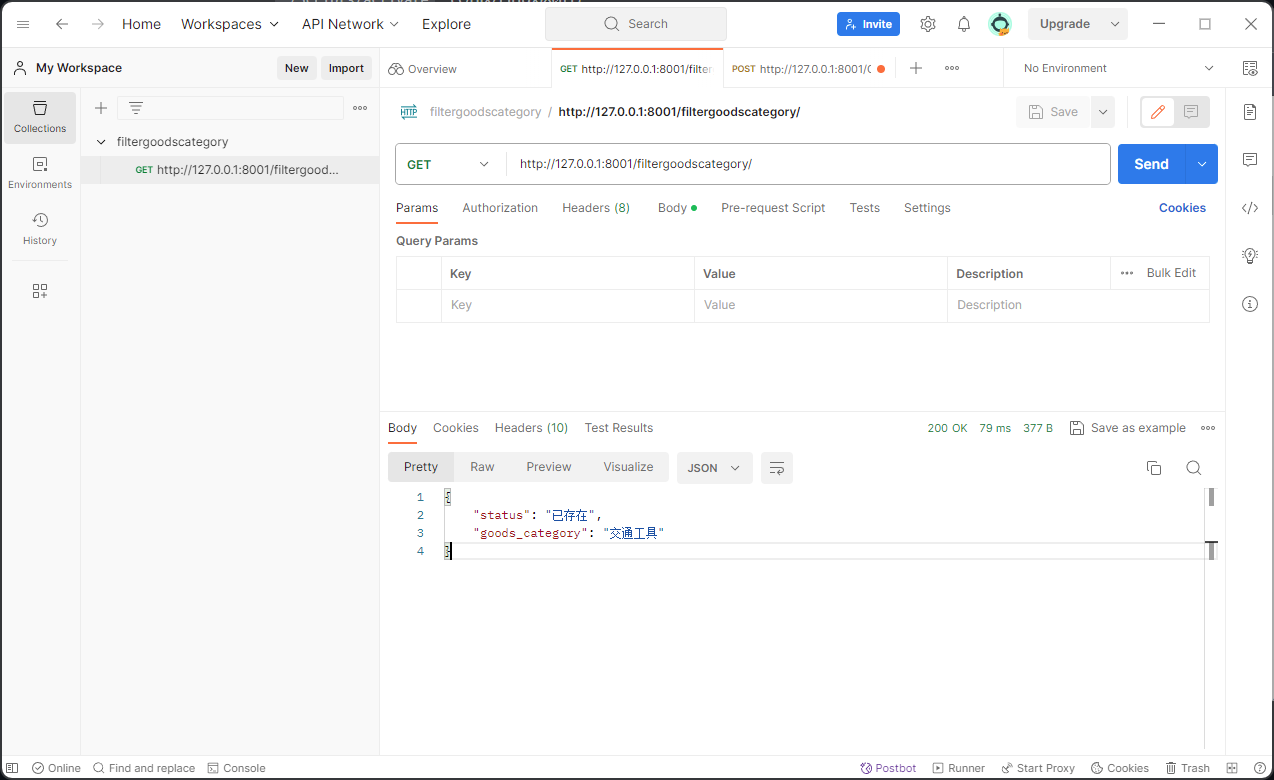 Home Workspaces API Network Explore Search Invite Upgrade
My Workspace New Import Overview GET http://127.0.0.1:8001/filter POST http://127.0.0.1:8001/ No Environment
Collections
Environments
History
filtergoodscategory
GET http://127.0.0.1:8001/filtergood...
HTTP filtergoodscategory / http://127.0.0.1:8001/filtergoodscategory/ Save
GET http://127.0.0.1:8001/filtergoodscategory/ Send
Params Authorization Headers (8) Body Pre-request Script Tests Settings Cookies
Query Params
Key Value Description Bulk Edit
Key Value Description
Body Cookies Headers (10) Test Results 200 OK 79 ms 377 B Save as example
Pretty Raw Preview Visualize JSON
1 {
2 "status": "已存在",
3 "goods_category": "交通工具"
4 }
Online Find and replace Console Postbot Runner Start Proxy Cookies Trash